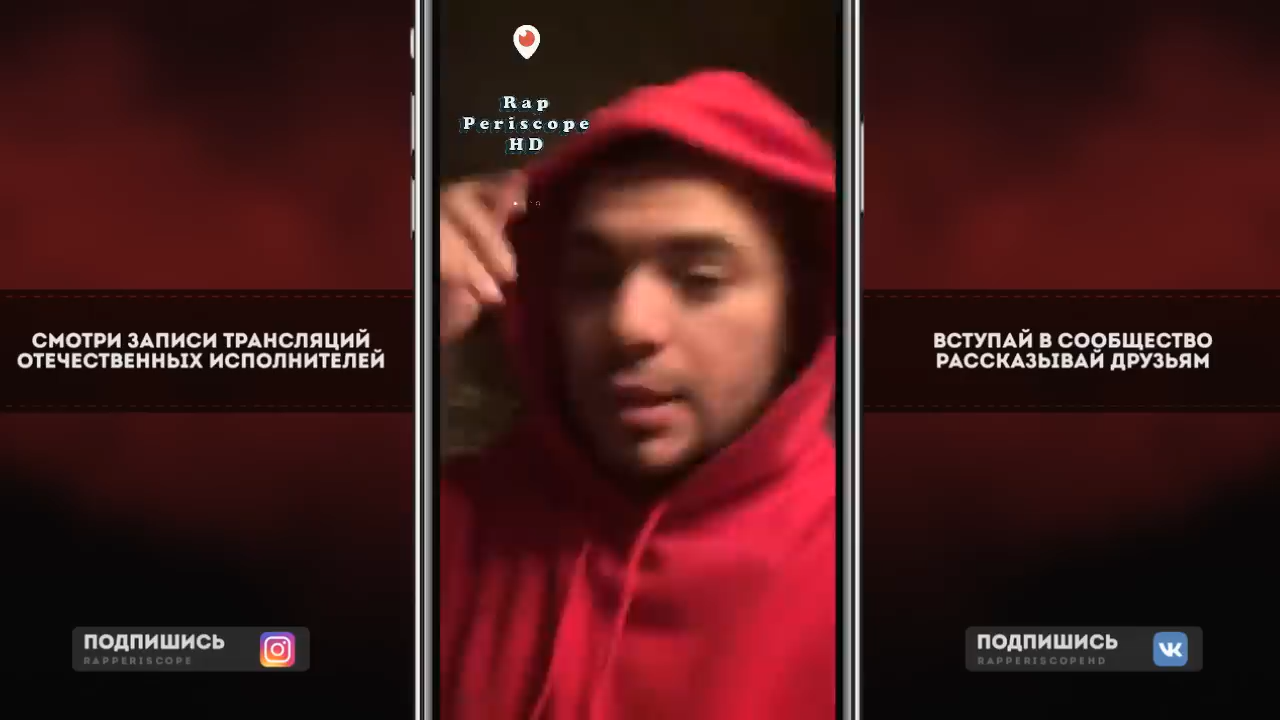 Rap
Periscope
HD
СМОТРИ ЗАПИСИ ТРАНСЛЯЦИЙ
ОТЕЧЕСТВЕННЫХ ИСПОЛНИТЕЛЕЙ
ВСТУПАЙ В СООБЩЕСТВО
РАССКАЗЫВАЙ ДРУЗЬЯМ
ПОДПИШИСЬ
RAPPERISCOPE
ПОДПИШИСЬ
RAPPERISCOPEHD